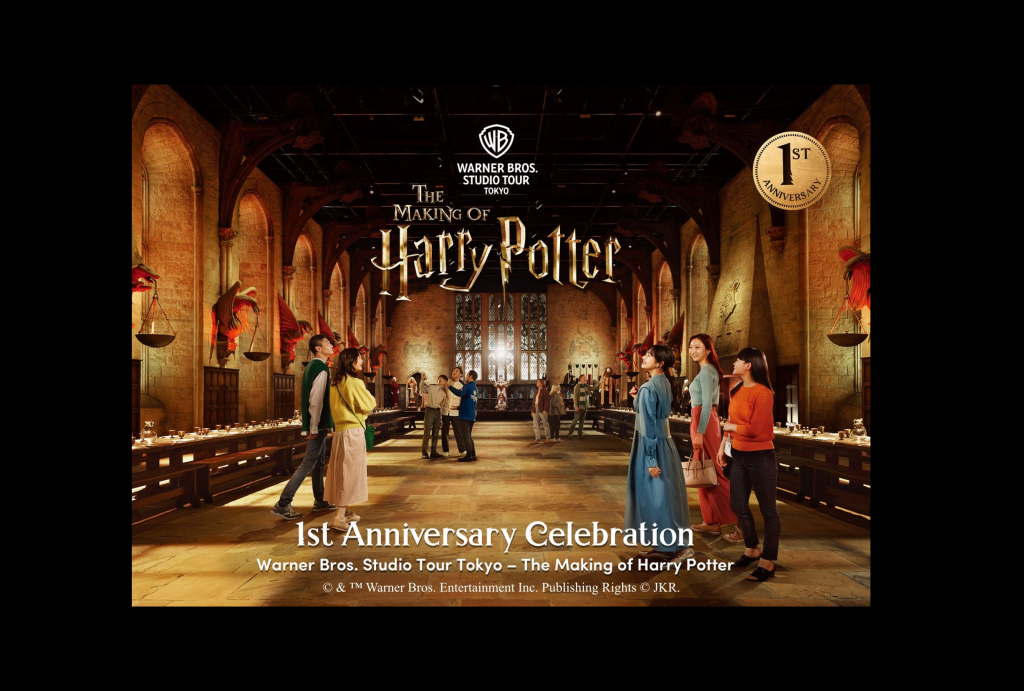 WB
WARNER BROS.
STUDIO TOUR
TOKYO
THE
MAKING OF
Harry Potter
1ST
ANNIVERSARY
1st Anniversary Celebration
Warner Bros. Studio Tour Tokyo – The Making of Harry Potter
© & ™ Warner Bros. Entertainment Inc. Publishing Rights © JKR.